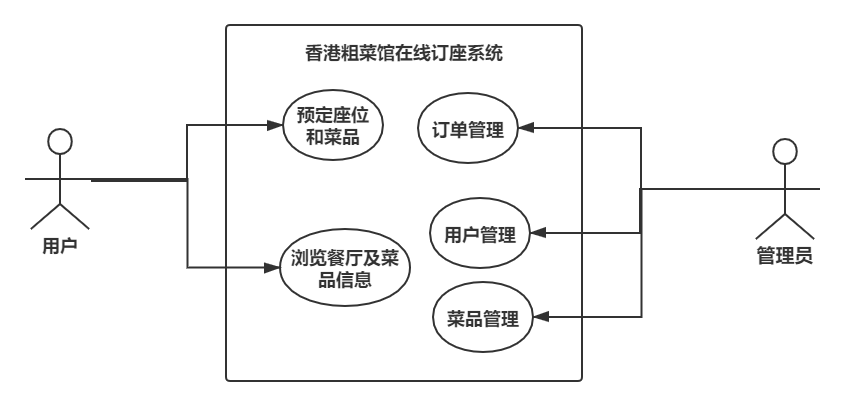 香港粗菜馆在线订座系统
预定座位
和菜品
订单管理
用户
用户管理
管理员
浏览餐厅及菜
品信息
菜品管理